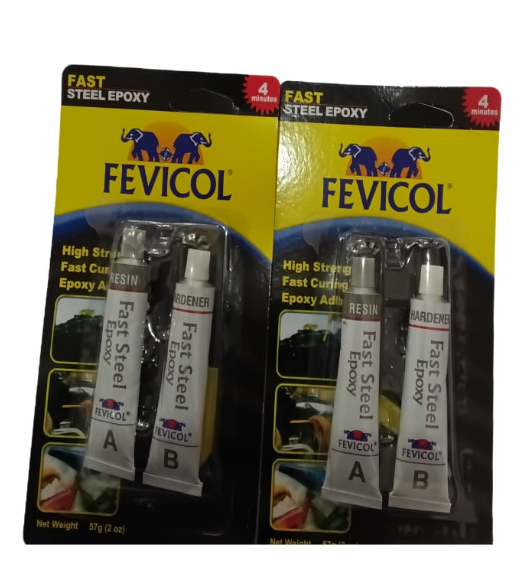 FAST
STEEL EPOXY
4
minutes
FEVICOL®
High Stre
Fast Cur
Epoxy A
RESIN
Fast Steel
Epoxy
FEVICOL®
A
HARDENER
Fast Steel
Epoxy
FEVICOL®
B
Net Weight 57g (2 oz)
FAST
STEEL EPOXY
4
minutes
FEVICOL®
High Streng
Fast Curing
Epoxy Adh
RESIN
Fast Steel
Epoxy
FEVICOL®
A
HARDENER
Fast Steel
Epoxy
FEVICOL®
B
Net Weight